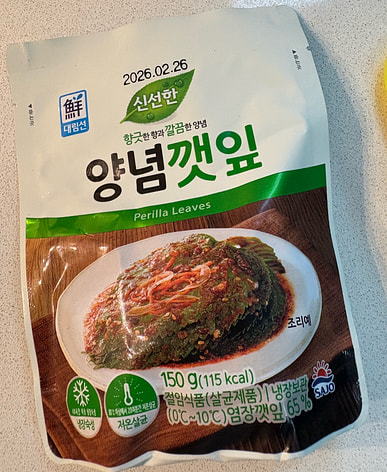 2026.02.26
鮮
대림선
신선한
향긋한 향과 깔끔한 양념
양념깻잎
Perilla Leaves
조리예
150 g (115 kcal)
절임식품(살균제품) | 냉장보관
(0℃~10℃) 염장깻잎 65 %
냉장숙성
저온살균
SAJO